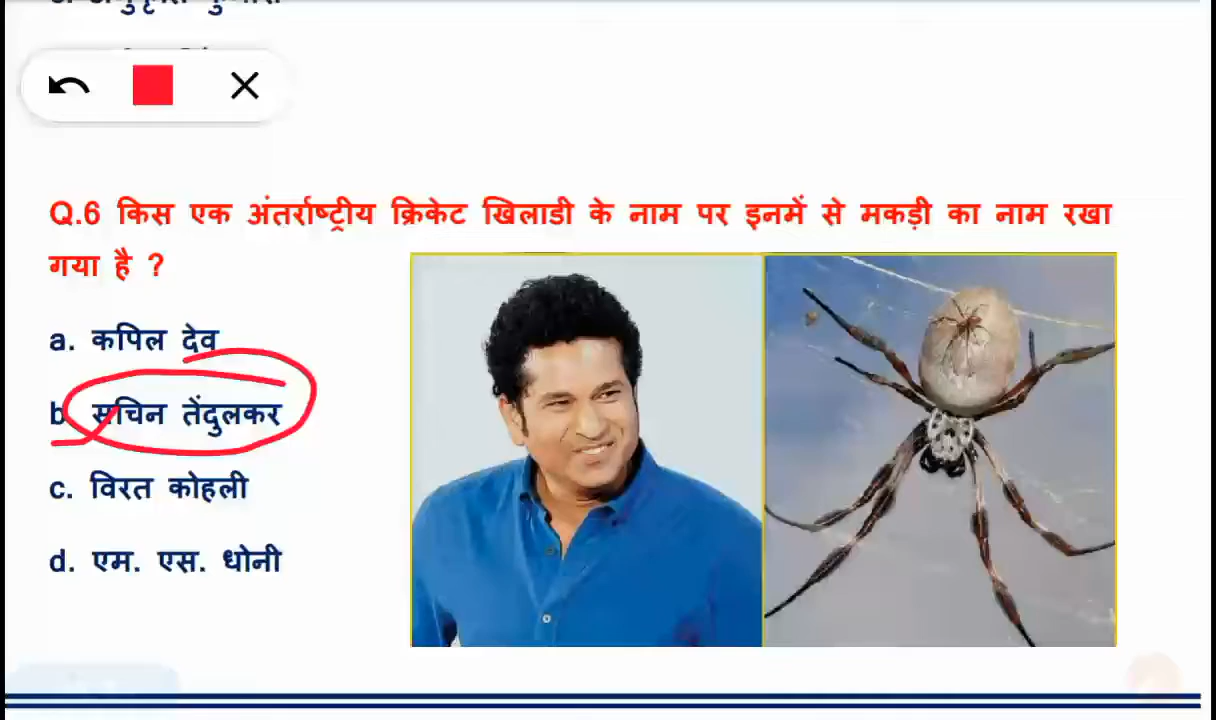 Q.6 किस एक अंतर्राष्ट्रीय क्रिकेट खिलाडी के नाम पर इनमें से मकड़ी का नाम रखा
गया है ?
a. कपिल देव
b. सचिन तेंदुलकर
c. विरत कोहली
d. एम. एस. धोनी